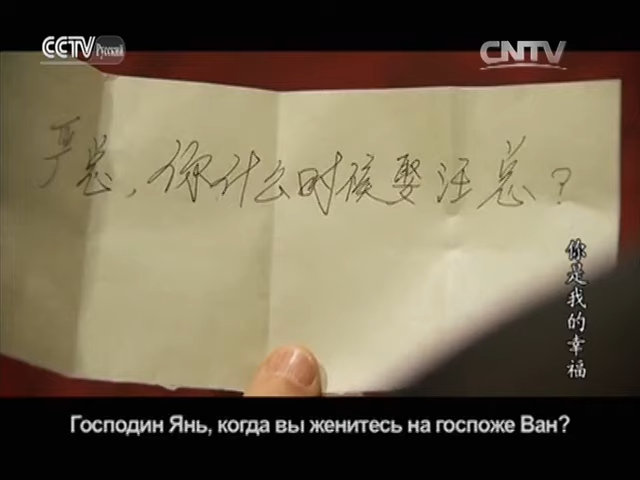 CCTV Русский
CNTV
严总,你什么时候娶汪总?
你是我的幸福
Господин Янь, когда вы женитесь на госпоже Ван?